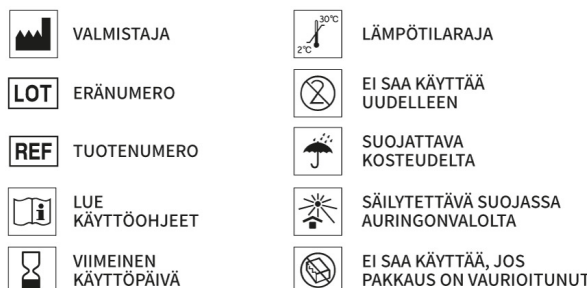 VALMISTAJA
LOT
ERÄNUMERO
REF
TUOTENUMERO
i
LUE
KÄYTTÖOHJEET
VIIMEINEN
KÄYTTÖPÄIVÄ
30°C
2°C
LÄMPÖTILARAJA
2
EI SAA KÄYTTÄÄ
UUDELLEEN
SUOJATTAVA
KOSTEUDELTA
SÄILYTETTÄVÄ SUOJASSA
AURINGONVALOLTA
EI SAA KÄYTTÄÄ, JOS
PAKKAUS ON VAURIOITUNUT